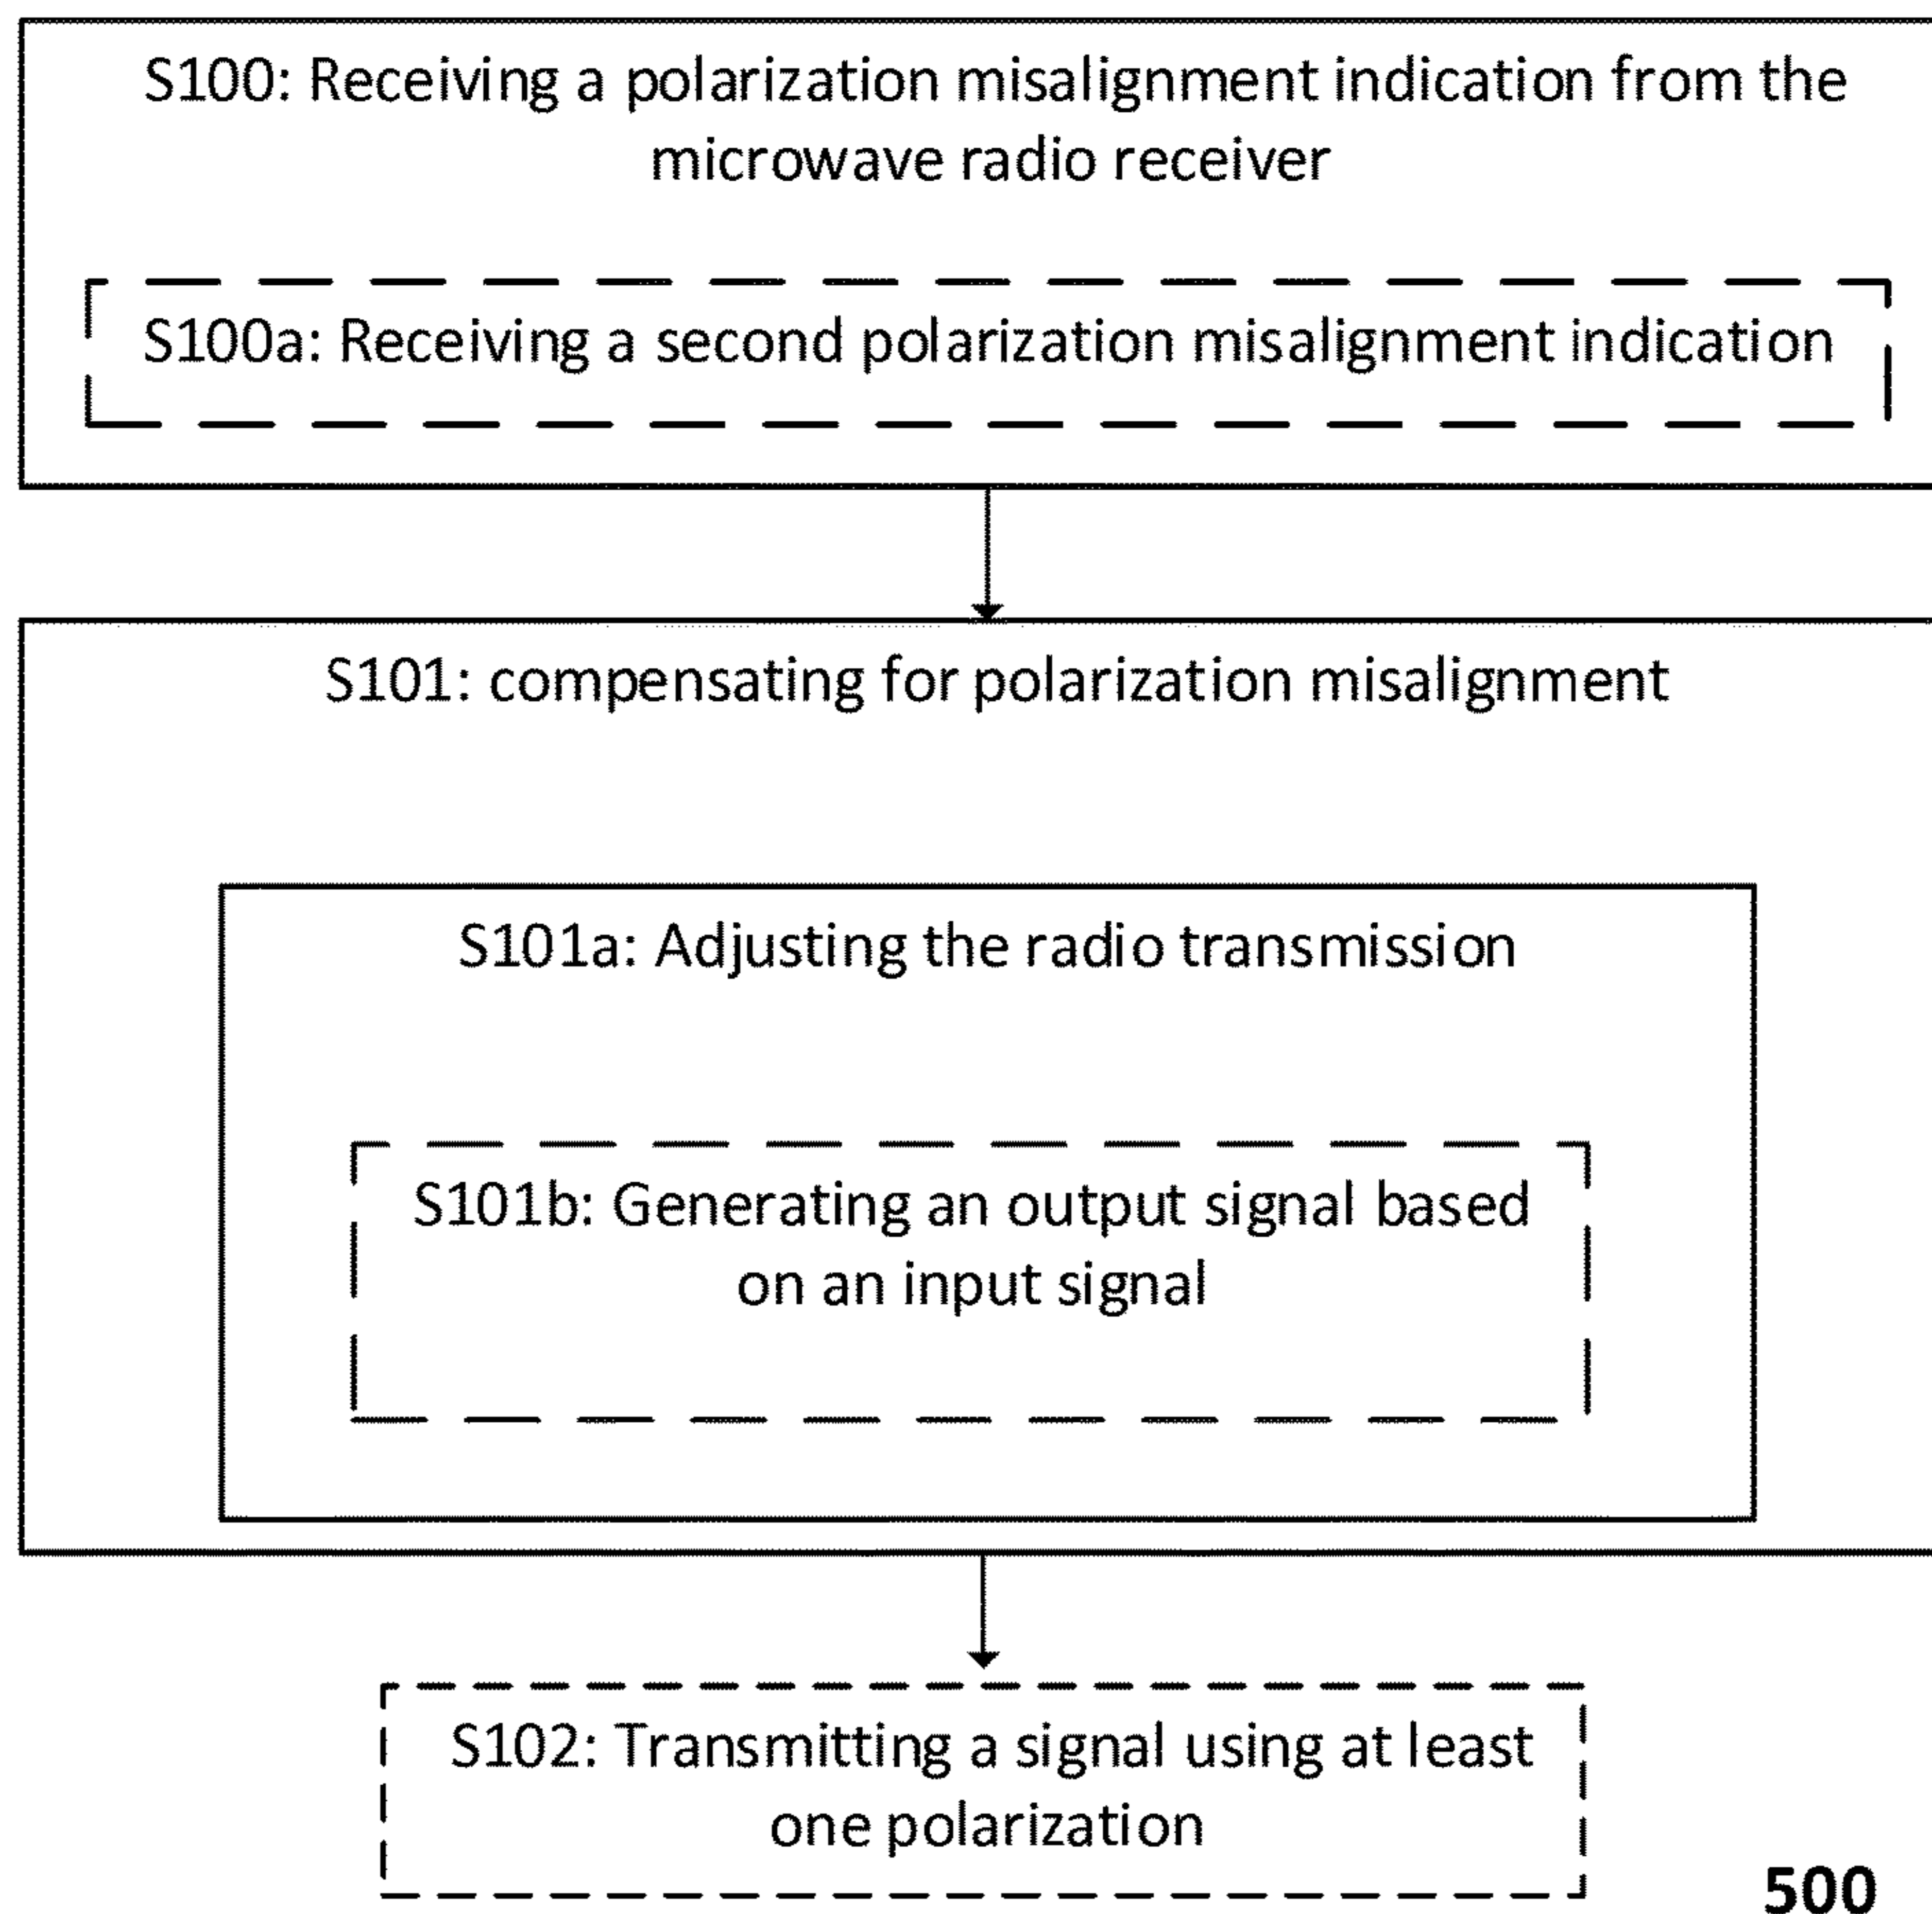 S100: Receiving a polarization misalignment indication from the
microwave radio receiver
S100a: Receiving a second polarization misalignment indication
S101: compensating for polarization misalignment
S101a: Adjusting the radio transmission
S101b: Generating an output signal based
on an input signal
S102: Transmitting a signal using at least
one polarization
500